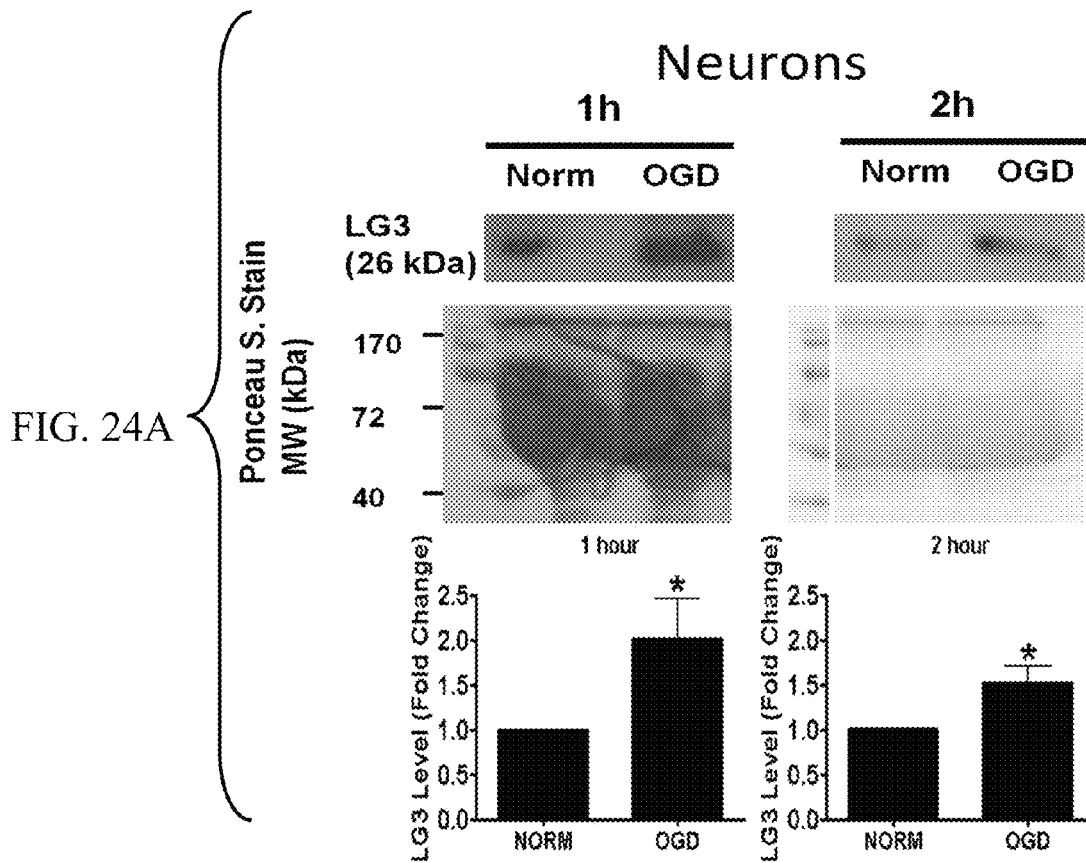 Neurons
1h 2h
Norm OGD Norm OGD
LG3
(26 kDa)
FIG. 24A
Ponceau S. Stain
MW (kDa)
170
72
40
1 hour
LG3 Level (Fold Change)
2.5
2.0
1.5
1.0
0.5
0.0
*
NORM OGD
2 hour
LG3 Level (Fold Change)
2.5
2.0
1.5
1.0
0.5
0.0
*
NORM OGD